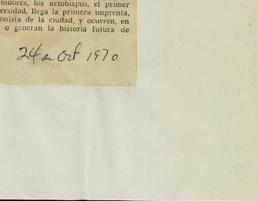 oidores, los arzobispos, el primer
ersidad, llega la primera imprenta,
onista de la ciudad, y ocurren, en
o generan la historia futura de
24 de Oct 1970